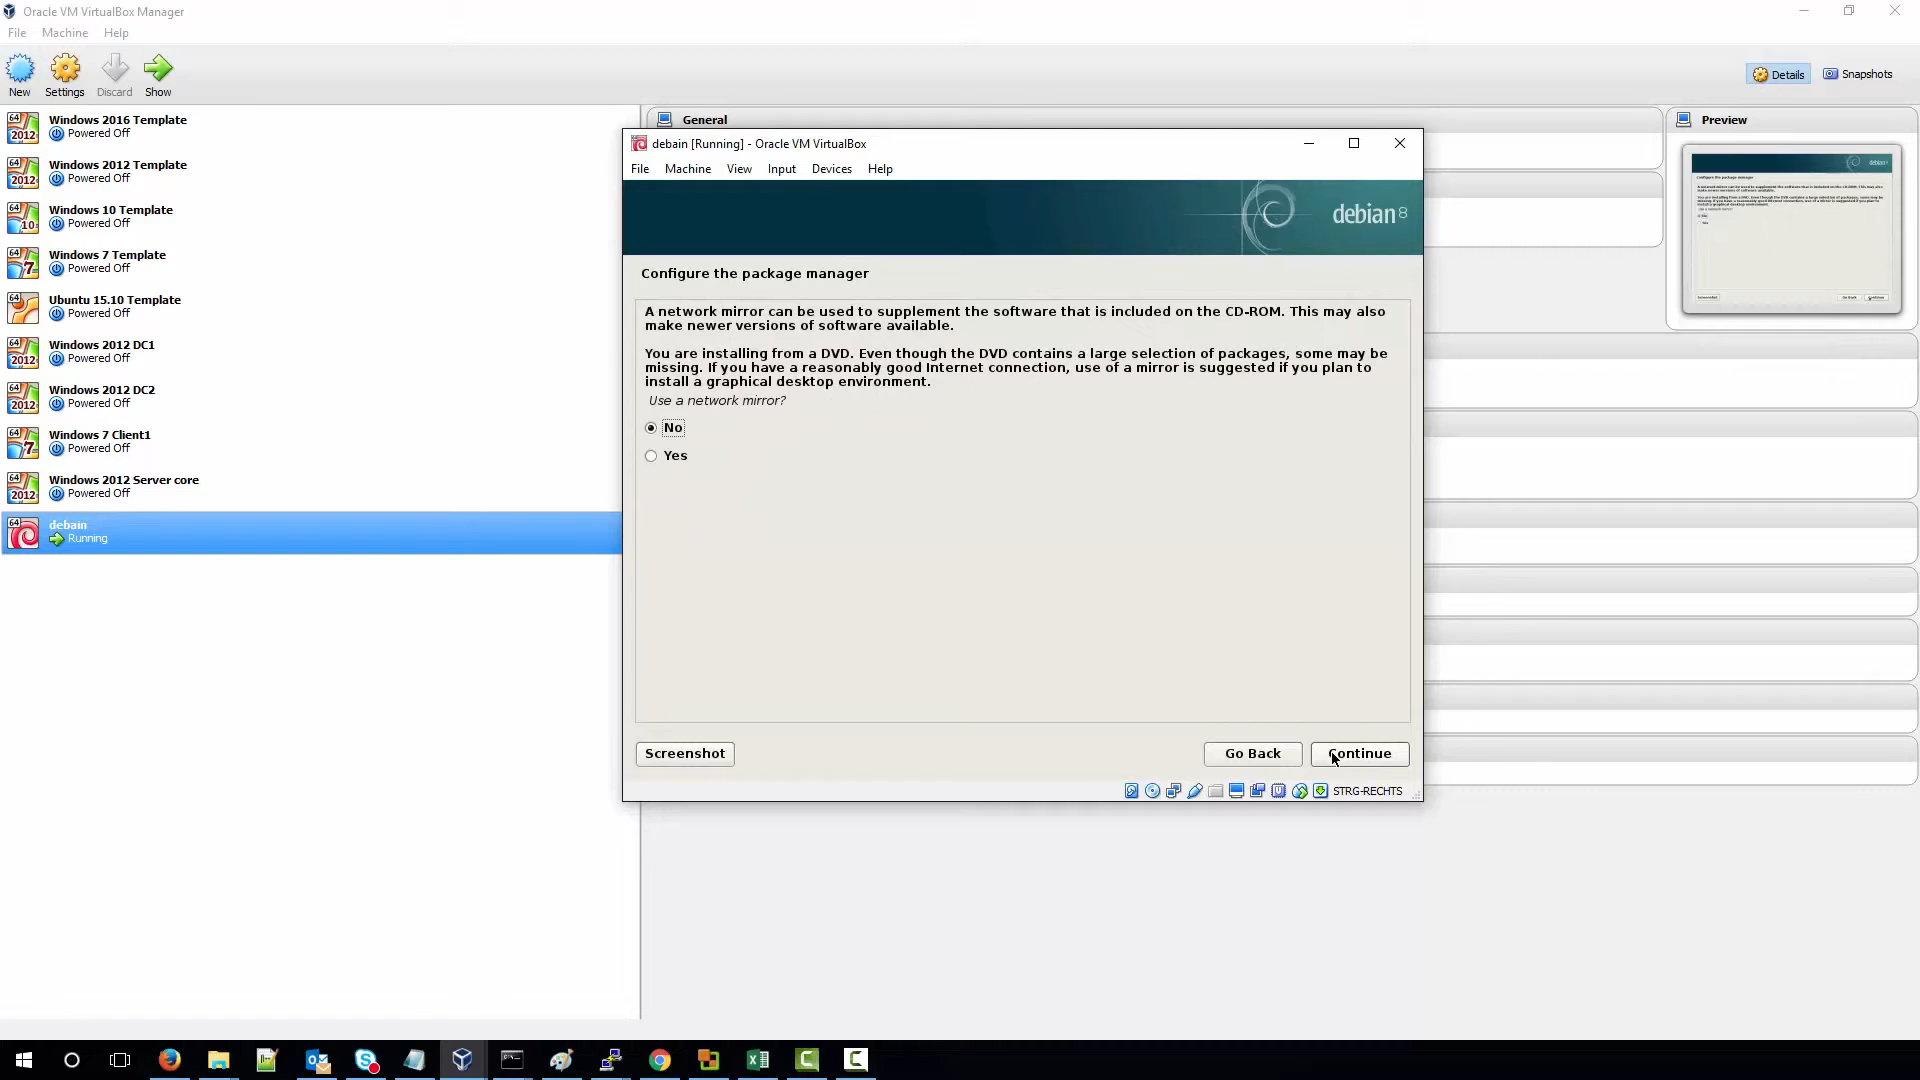 Oracle VM VirtualBox Manager
File Machine Help
New Settings Discard Show
Details Snapshots
Windows 2016 Template
Powered Off
Windows 2012 Template
Powered Off
Windows 10 Template
Powered Off
Windows 7 Template
Powered Off
Ubuntu 15.10 Template
Powered Off
Windows 2012 DC1
Powered Off
Windows 2012 DC2
Powered Off
Windows 7 Client1
Powered Off
Windows 2012 Server core
Powered Off
debain
Running
General
Preview
debain [Running] - Oracle VM VirtualBox
File Machine View Input Devices Help
debian 8
Configure the package manager
A network mirror can be used to supplement the software that is included on the CD-ROM. This may also
make newer versions of software available.
You are installing from a DVD. Even though the DVD contains a large selection of packages, some may be
missing. If you have a reasonably good Internet connection, use of a mirror is suggested if you plan to
install a graphical desktop environment.
Use a network mirror?
No
Yes
Screenshot Go Back Continue
STRG-RECHTS